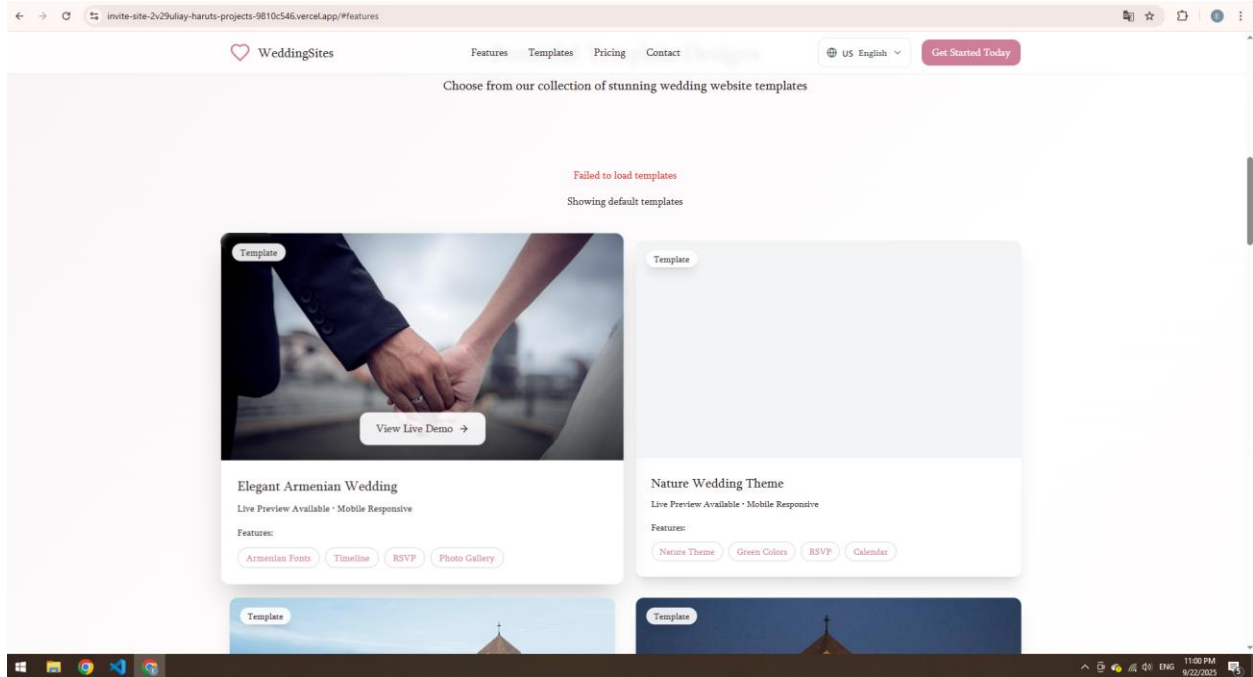 invite-site-2v29uliay-haruts-projects-9810c546.vercel.app/#features
WeddingSites
Features Templates Pricing Contact
US English
Get Started Today
Choose from our collection of stunning wedding website templates
Failed to load templates
Showing default templates
Template
View Live Demo →
Elegant Armenian Wedding
Live Preview Available • Mobile Responsive
Features:
Armenian Fonts Timeline RSVP Photo Gallery
Template
Nature Wedding Theme
Live Preview Available • Mobile Responsive
Features:
Nature Theme Green Colors RSVP Calendar
Template
Template
ENG
11:00 PM
9/22/2025